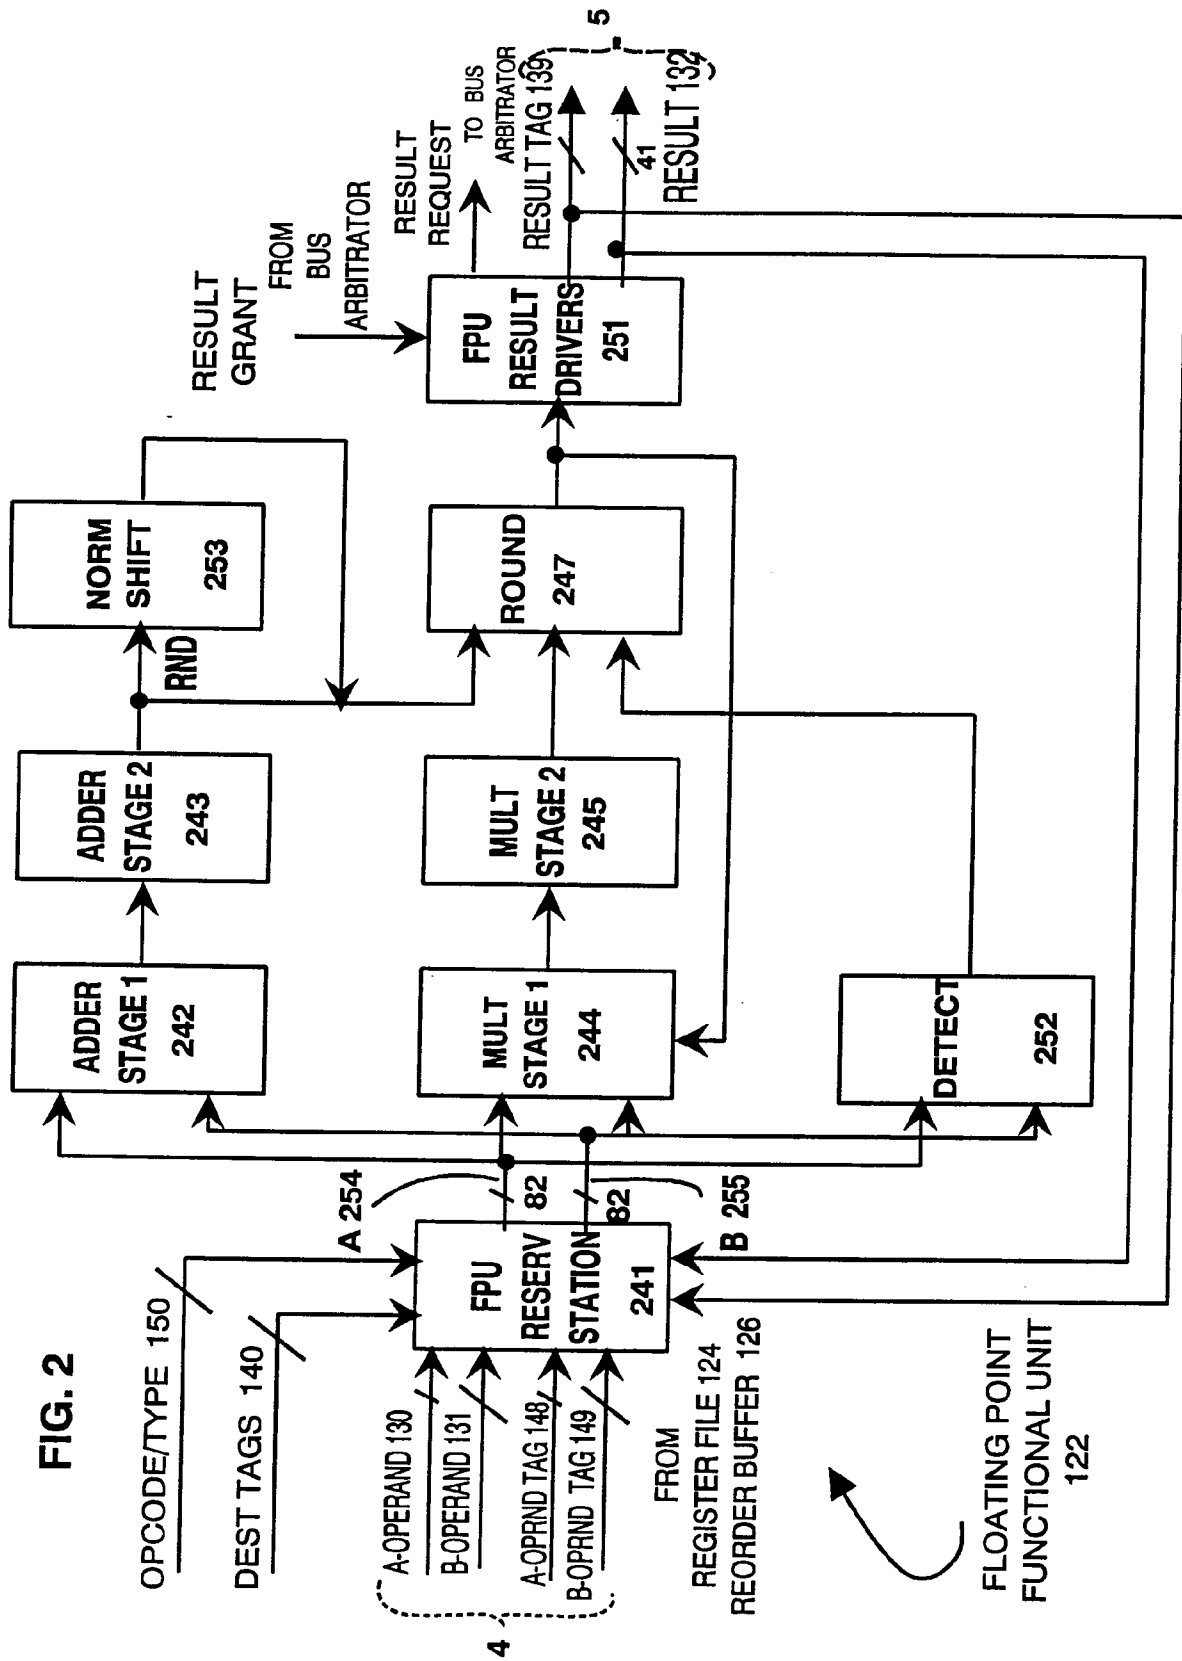 FIG. 2
OPCODE/TYPE 150
DEST TAGS 140
A-OPERAND 130
B-OPERAND 131
A-OPRND TAG 148
B-OPRND TAG 149
4
FROM
REGISTER FILE 124
REORDER BUFFER 126
FPU
RESERV
STATION
241
A 254
82
82
B 255
ADDER
STAGE 1
242
ADDER
STAGE 2
243
RND
NORM
SHIFT
253
MULT
STAGE 1
244
MULT
STAGE 2
245
ROUND
247
DETECT
252
RESULT
GRANT
FROM
BUS
ARBITRATOR
FPU
RESULT
DRIVERS
251
RESULT
REQUEST
TO BUS
ARBITRATOR
RESULT TAG 139
41
RESULT 132
5
FLOATING POINT
FUNCTIONAL UNIT
122